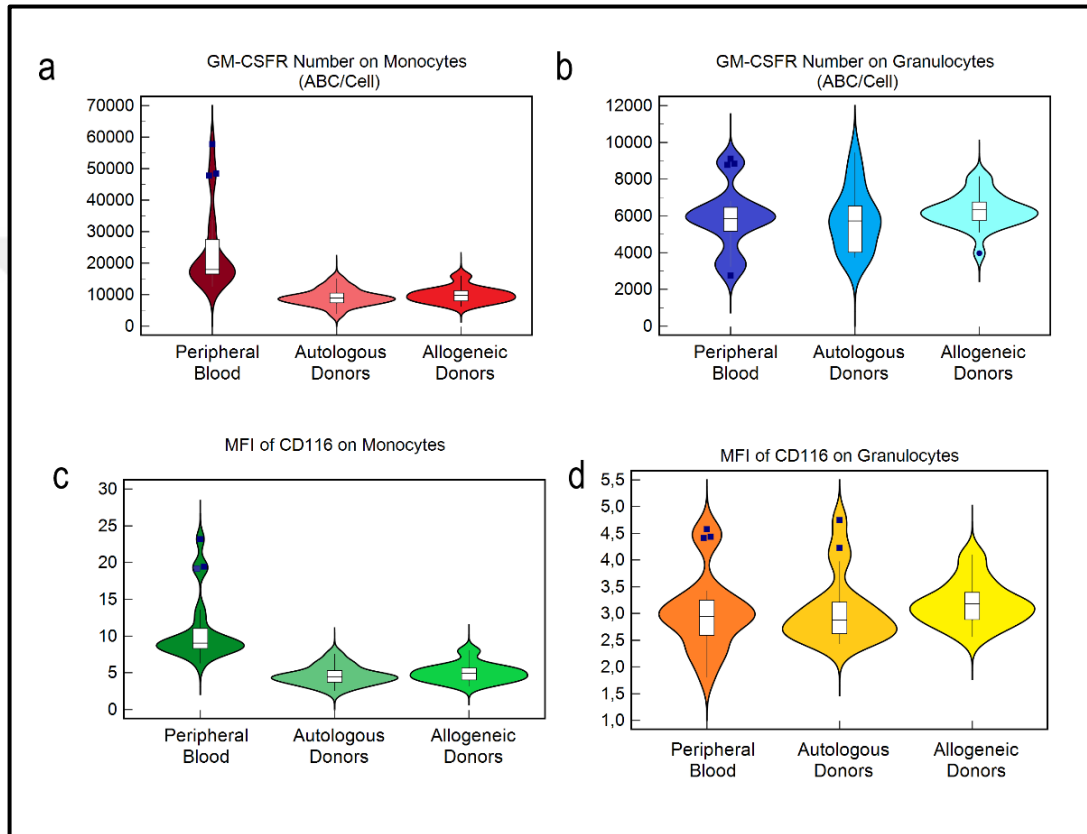 a
GM-CSFR Number on Monocytes
(ABC/Cell)
70000
60000
50000
40000
30000
20000
10000
0
Peripheral
Blood
Autologous
Donors
Allogeneic
Donors
b
GM-CSFR Number on Granulocytes
(ABC/Cell)
12000
10000
8000
6000
4000
2000
0
Peripheral
Blood
Autologous
Donors
Allogeneic
Donors
c
MFI of CD116 on Monocytes
30
25
20
15
10
5
0
Peripheral
Blood
Autologous
Donors
Allogeneic
Donors
d
MFI of CD116 on Granulocytes
5,5
5,0
4,5
4,0
3,5
3,0
2,5
2,0
1,5
1,0
Peripheral
Blood
Autologous
Donors
Allogeneic
Donors